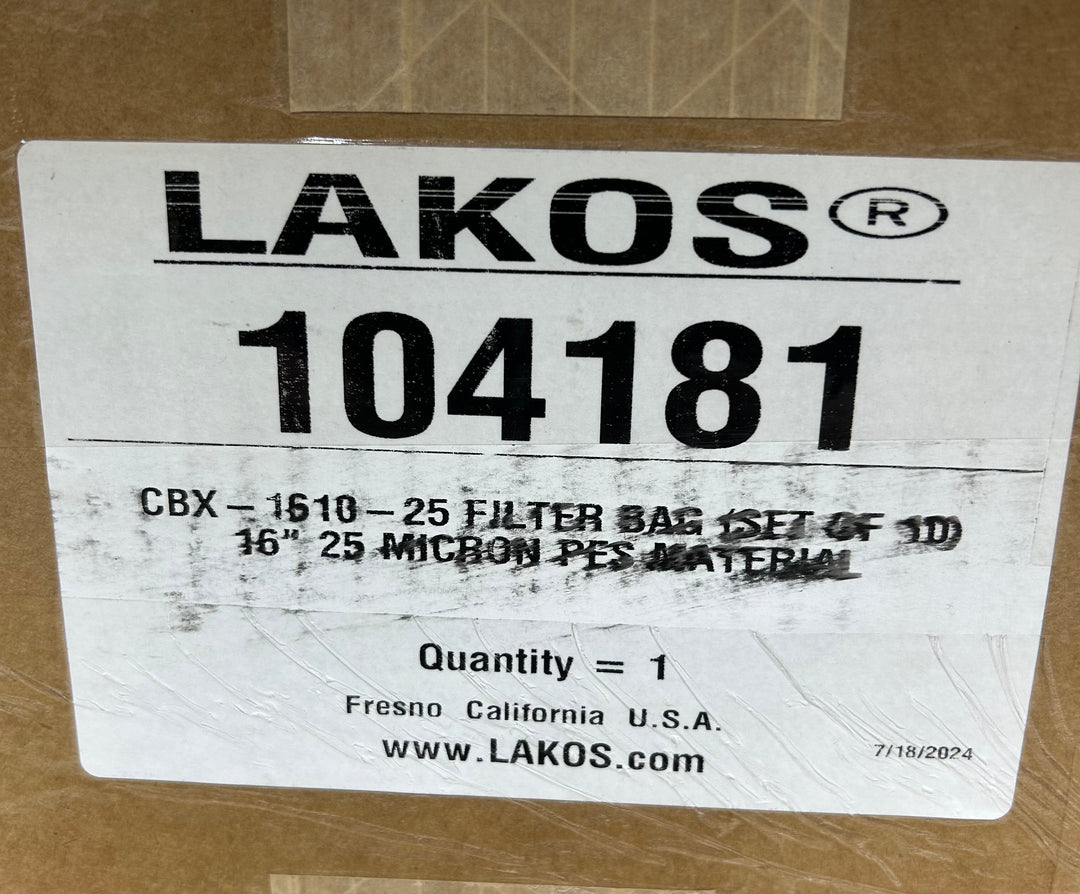 LAKOS®
104181
CBX-1610-25 FILTER BAG (SET OF 10)
16" 25 MICRON PES MATERIAL
Quantity = 1
Fresno California U.S.A.
www.LAKOS.com
7/18/2024